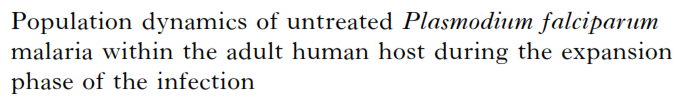 Population dynamics of untreated Plasmodium falciparum
malaria within the adult human host during the expansion
phase of the infection